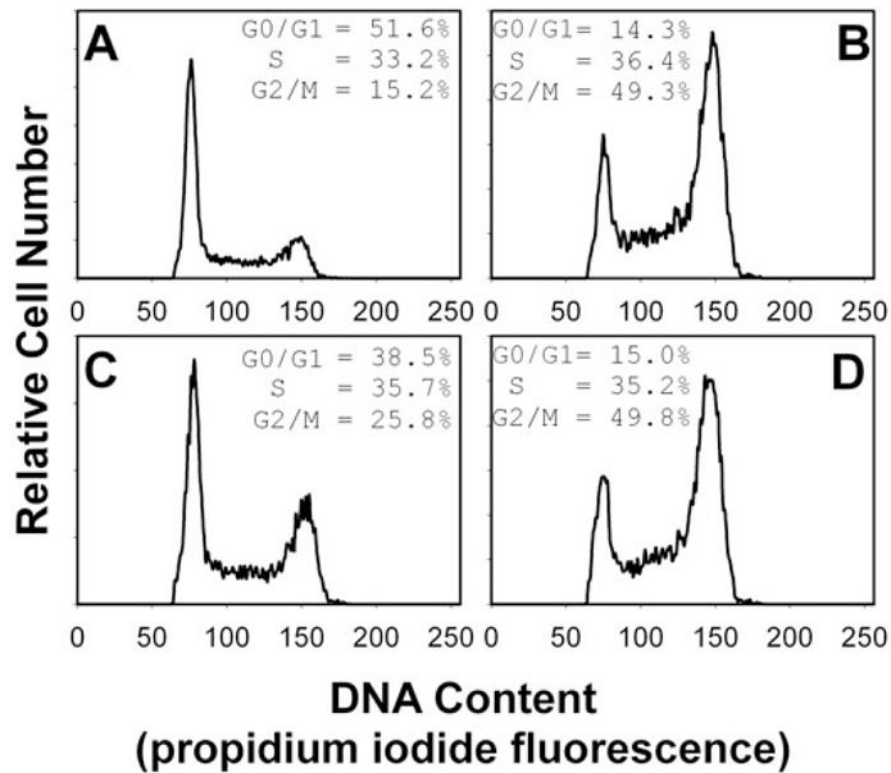 Relative Cell Number
A
G0/G1 = 51.6%
S = 33.2%
G2/M = 15.2%
0 50 100 150 200 250
B
G0/G1= 14.3%
S = 36.4%
G2/M = 49.3%
0 50 100 150 200 250
C
G0/G1 = 38.5%
S = 35.7%
G2/M = 25.8%
0 50 100 150 200 250
D
G0/G1= 15.0%
S = 35.2%
G2/M = 49.8%
0 50 100 150 200 250
DNA Content
(propidium iodide fluorescence)